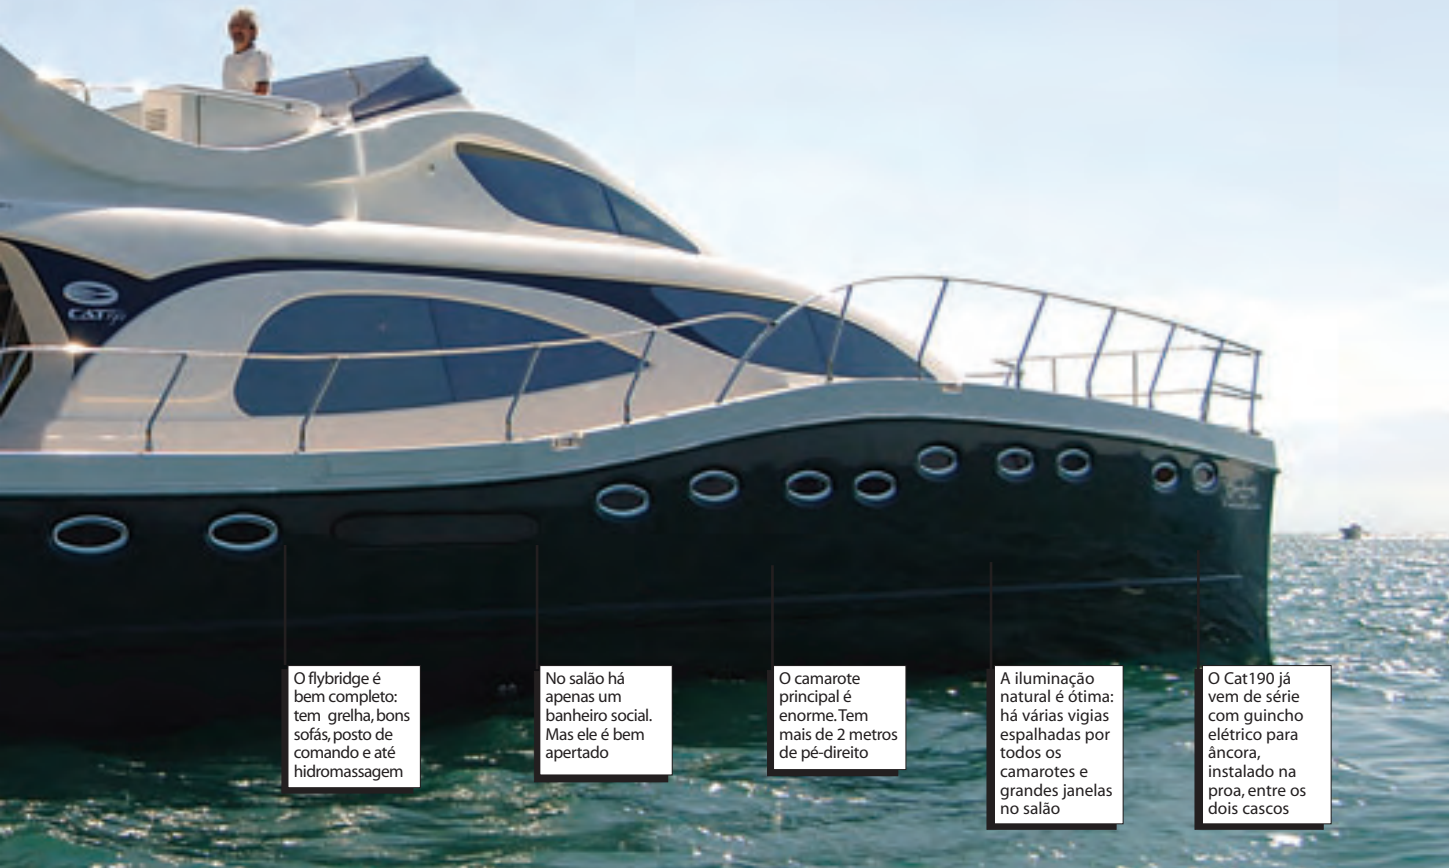 CAT
O flybridge é
bem completo:
tem grelha, bons
sofás, posto de
comando e até
hidromassagem
No salão há
apenas um
banheiro social.
Mas ele é bem
apertado
O camarote
principal é
enorme. Tem
mais de 2 metros
de pé-direito
A iluminação
natural é ótima:
há várias vigias
espalhadas por
todos os
camarotes e
grandes janelas
no salão
O Cat190 já
vem de série
com guincho
elétrico para
âncora,
instalado na
proa, entre os
dois cascos